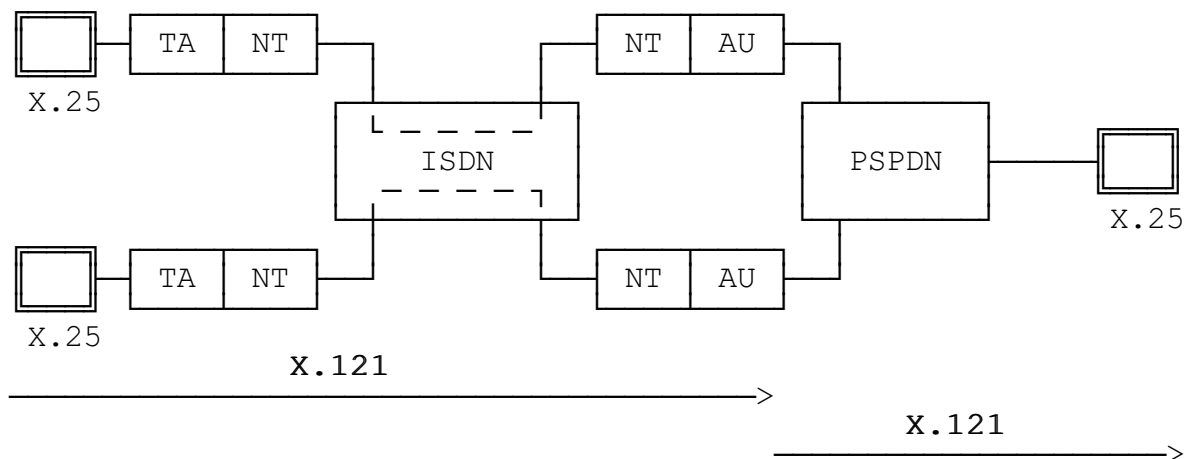 TA NT NT AU
X.25
ISDN PSPDN
X.25
TA NT NT AU
X.25
X.121
X.121